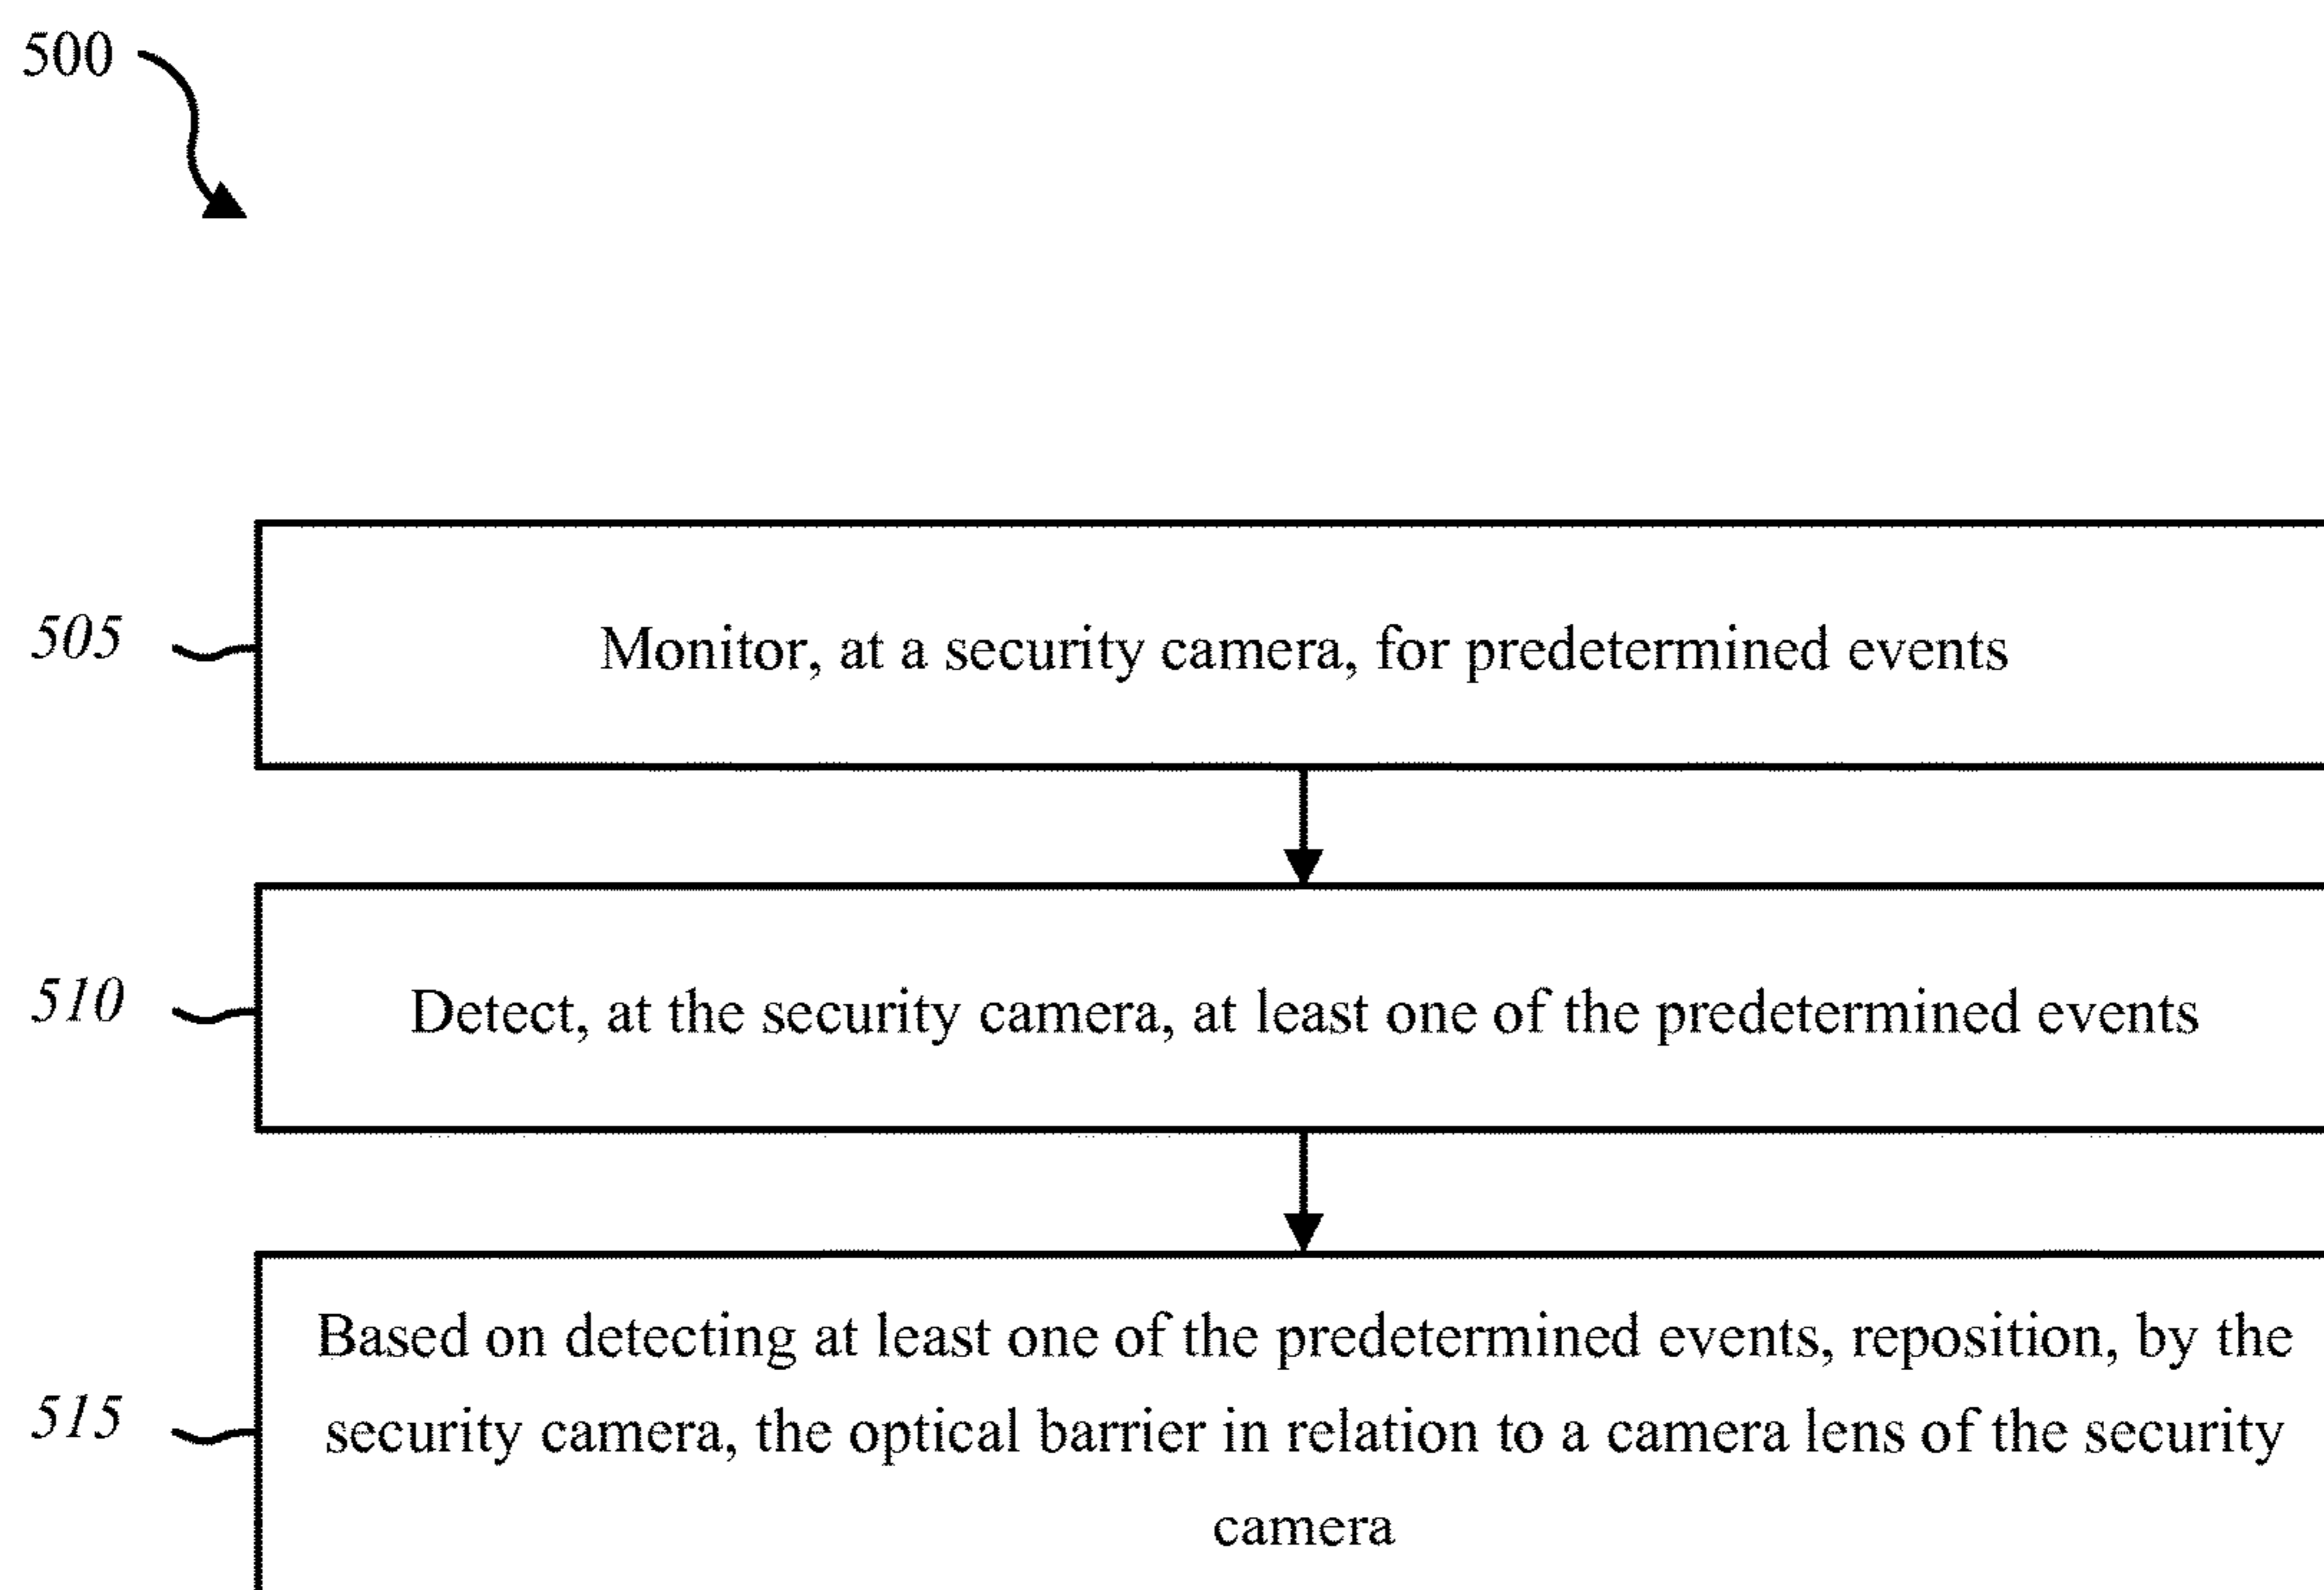 500
505
Monitor, at a security camera, for predetermined events
510
Detect, at the security camera, at least one of the predetermined events
515
Based on detecting at least one of the predetermined events, reposition, by the
security camera, the optical barrier in relation to a camera lens of the security
camera